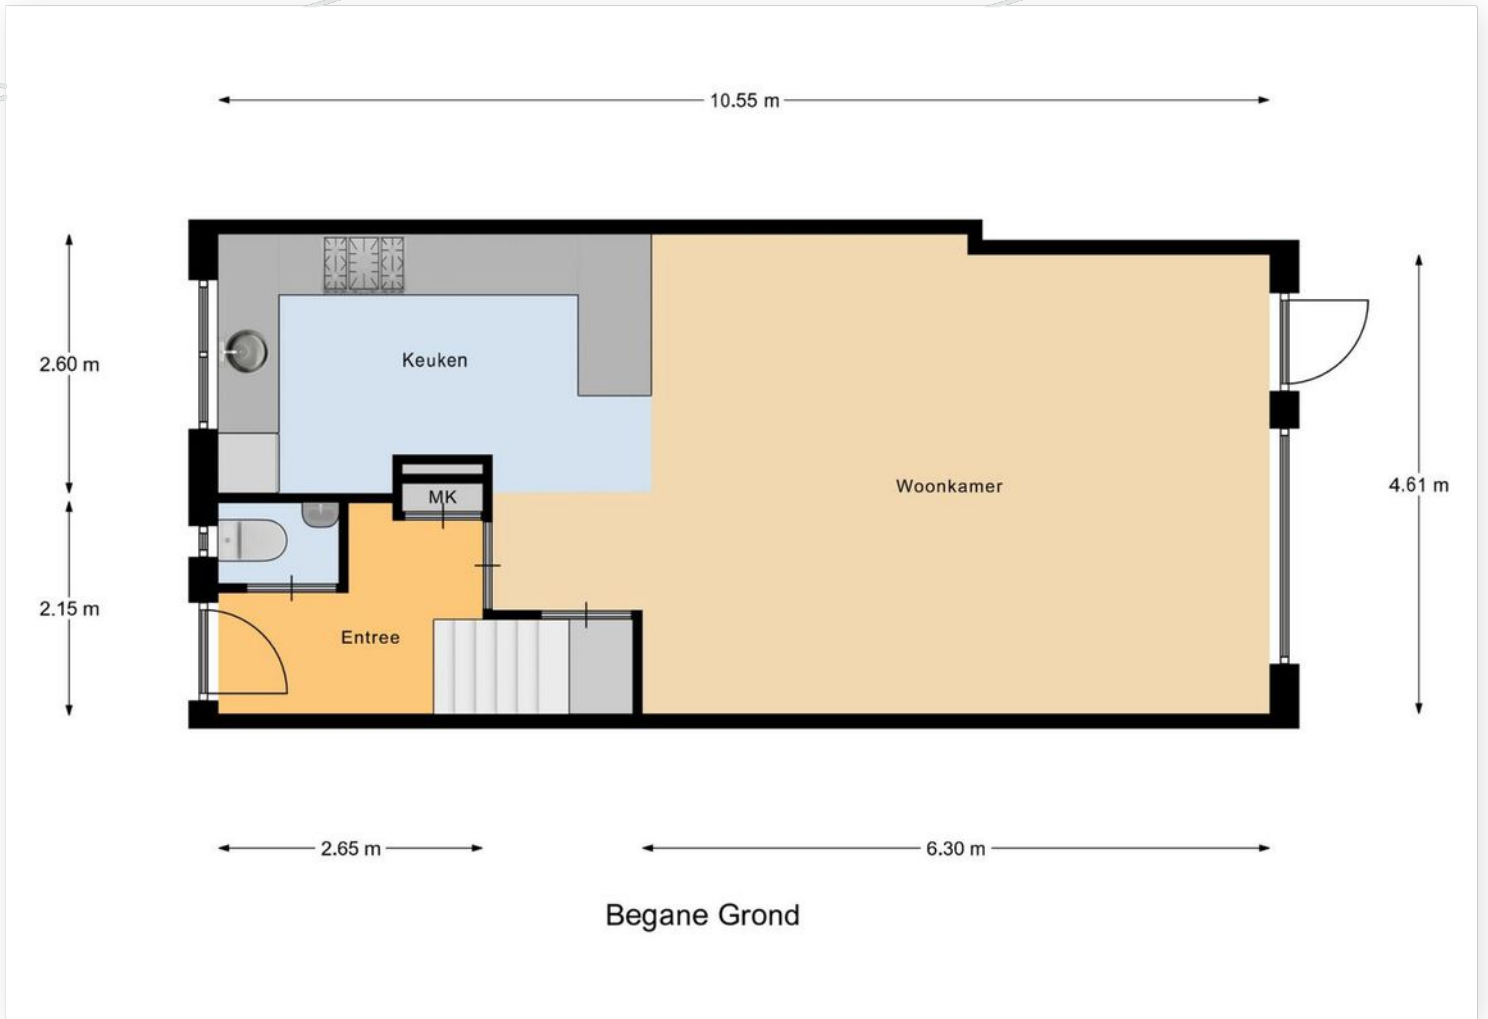 10.55 m
2.60 m
Keuken
4.61 m
Woonkamer
MK
2.15 m
Entree
2.65 m
6.30 m
Begane Grond